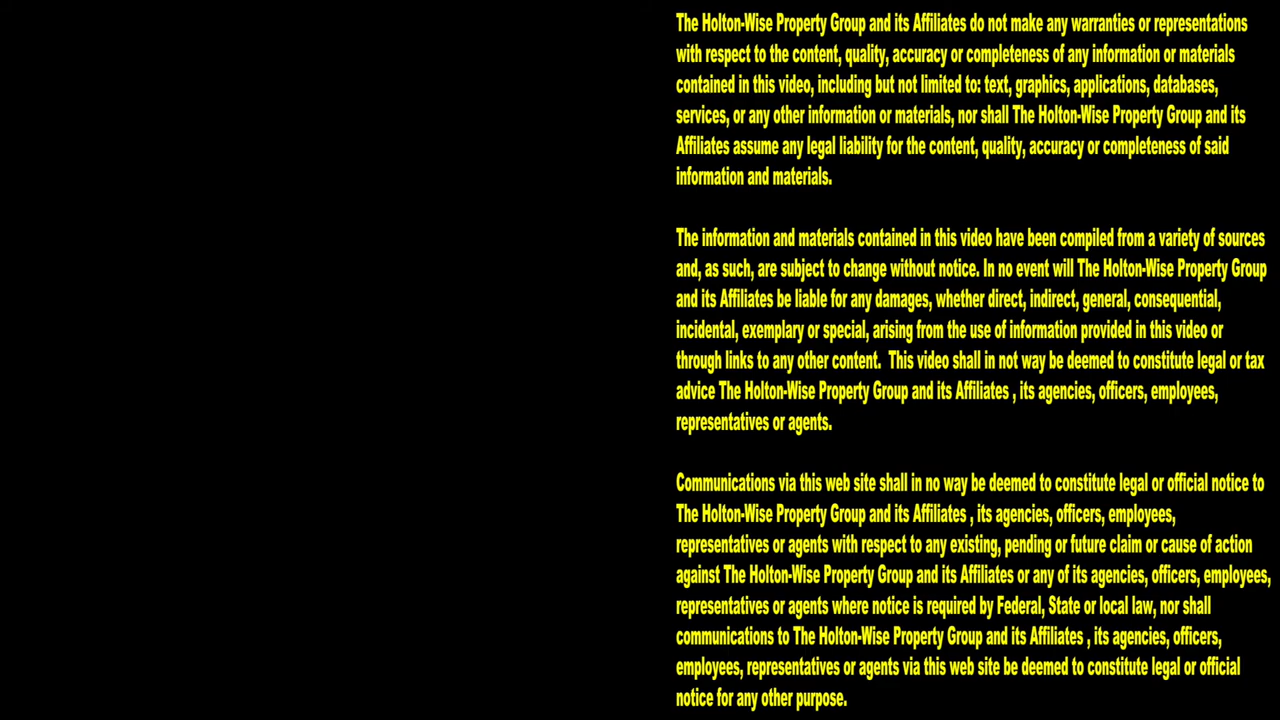 The Holton-Wise Property Group and its Affiliates do not make any warranties or representations
with respect to the content, quality, accuracy or completeness of any information or materials
contained in this video, including but not limited to: text, graphics, applications, databases,
services, or any other information or materials, nor shall The Holton-Wise Property Group and its
Affiliates assume any legal liability for the content, quality, accuracy or completeness of said
information and materials.
The information and materials contained in this video have been compiled from a variety of sources
and, as such, are subject to change without notice. In no event will The Holton-Wise Property Group
and its Affiliates be liable for any damages, whether direct, indirect, general, consequential,
incidental, exemplary or special, arising from the use of information provided in this video or
through links to any other content.  This video shall in not way be deemed to constitute legal or tax
advice The Holton-Wise Property Group and its Affiliates , its agencies, officers, employees,
representatives or agents.
Communications via this web site shall in no way be deemed to constitute legal or official notice to
The Holton-Wise Property Group and its Affiliates , its agencies, officers, employees,
representatives or agents with respect to any existing, pending or future claim or cause of action
against The Holton-Wise Property Group and its Affiliates or any of its agencies, officers, employees,
representatives or agents where notice is required by Federal, State or local law, nor shall
communications to The Holton-Wise Property Group and its Affiliates , its agencies, officers,
employees, representatives or agents via this web site be deemed to constitute legal or official
notice for any other purpose.